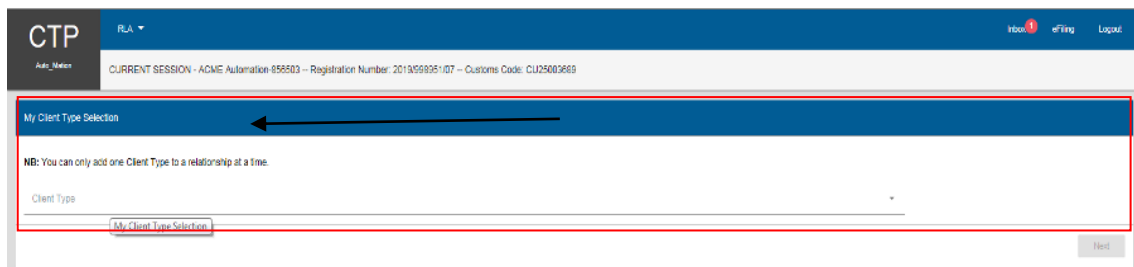 CTP
Auto_Nation
RLA
Inbox 1 eFiling Logout
CURRENT SESSION - ACME Automation-856503 -- Registration Number: 2019/998951/07 -- Customs Code: CU25003689
My Client Type Selection
NB: You can only add one Client Type to a relationship at a time.
Client Type
My Client Type Selection
Next